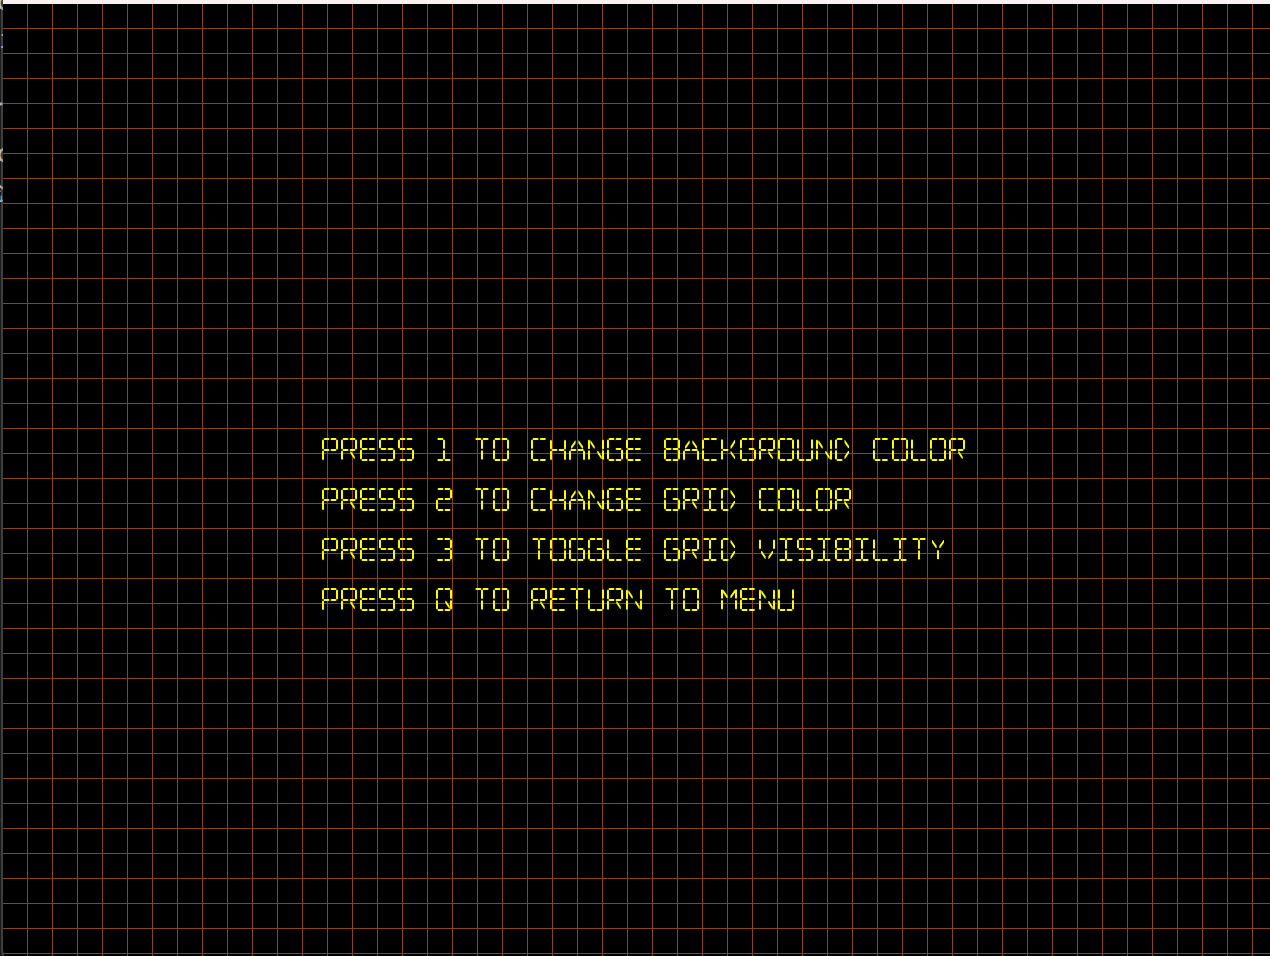 PRESS 1 TO CHANGE BACKGROUND COLOR
PRESS 2 TO CHANGE GRID COLOR
PRESS 3 TO TOGGLE GRID VISIBILITY
PRESS Q TO RETURN TO MENU